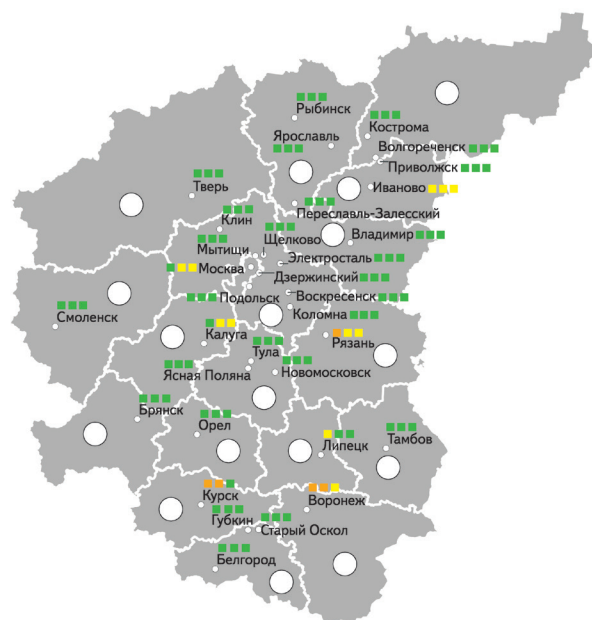 Рыбинск
Кострома
Ярославль
Волгореченск
Приволжск
Иваново
Тверь
Переславль-Залесский
Клин
Владимир
Щелково
Мытищи
Электросталь
Москва
Дзержинский
Подольск
Воскресенск
Коломна
Смоленск
Калуга
Рязань
Тула
Ясная Поляна
Новомосковск
Брянск
Орел
Липецк
Тамбов
Курск
Воронеж
Губкин
Старый Оскол
Белгород